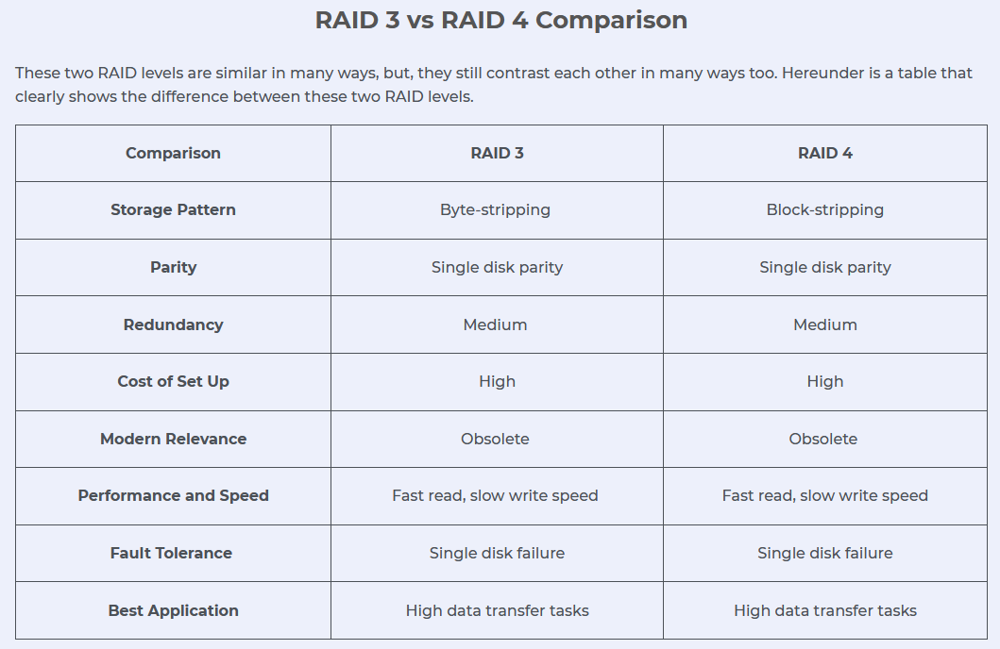 RAID 3 vs RAID 4 Comparison
These two RAID levels are similar in many ways, but, they still contrast each other in many ways too. Hereunder is a table that
clearly shows the difference between these two RAID levels.
Comparison RAID 3 RAID 4
Storage Pattern Byte-stripping Block-stripping
Parity Single disk parity Single disk parity
Redundancy Medium Medium
Cost of Set Up High High
Modern Relevance Obsolete Obsolete
Performance and Speed Fast read, slow write speed Fast read, slow write speed
Fault Tolerance Single disk failure Single disk failure
Best Application High data transfer tasks High data transfer tasks